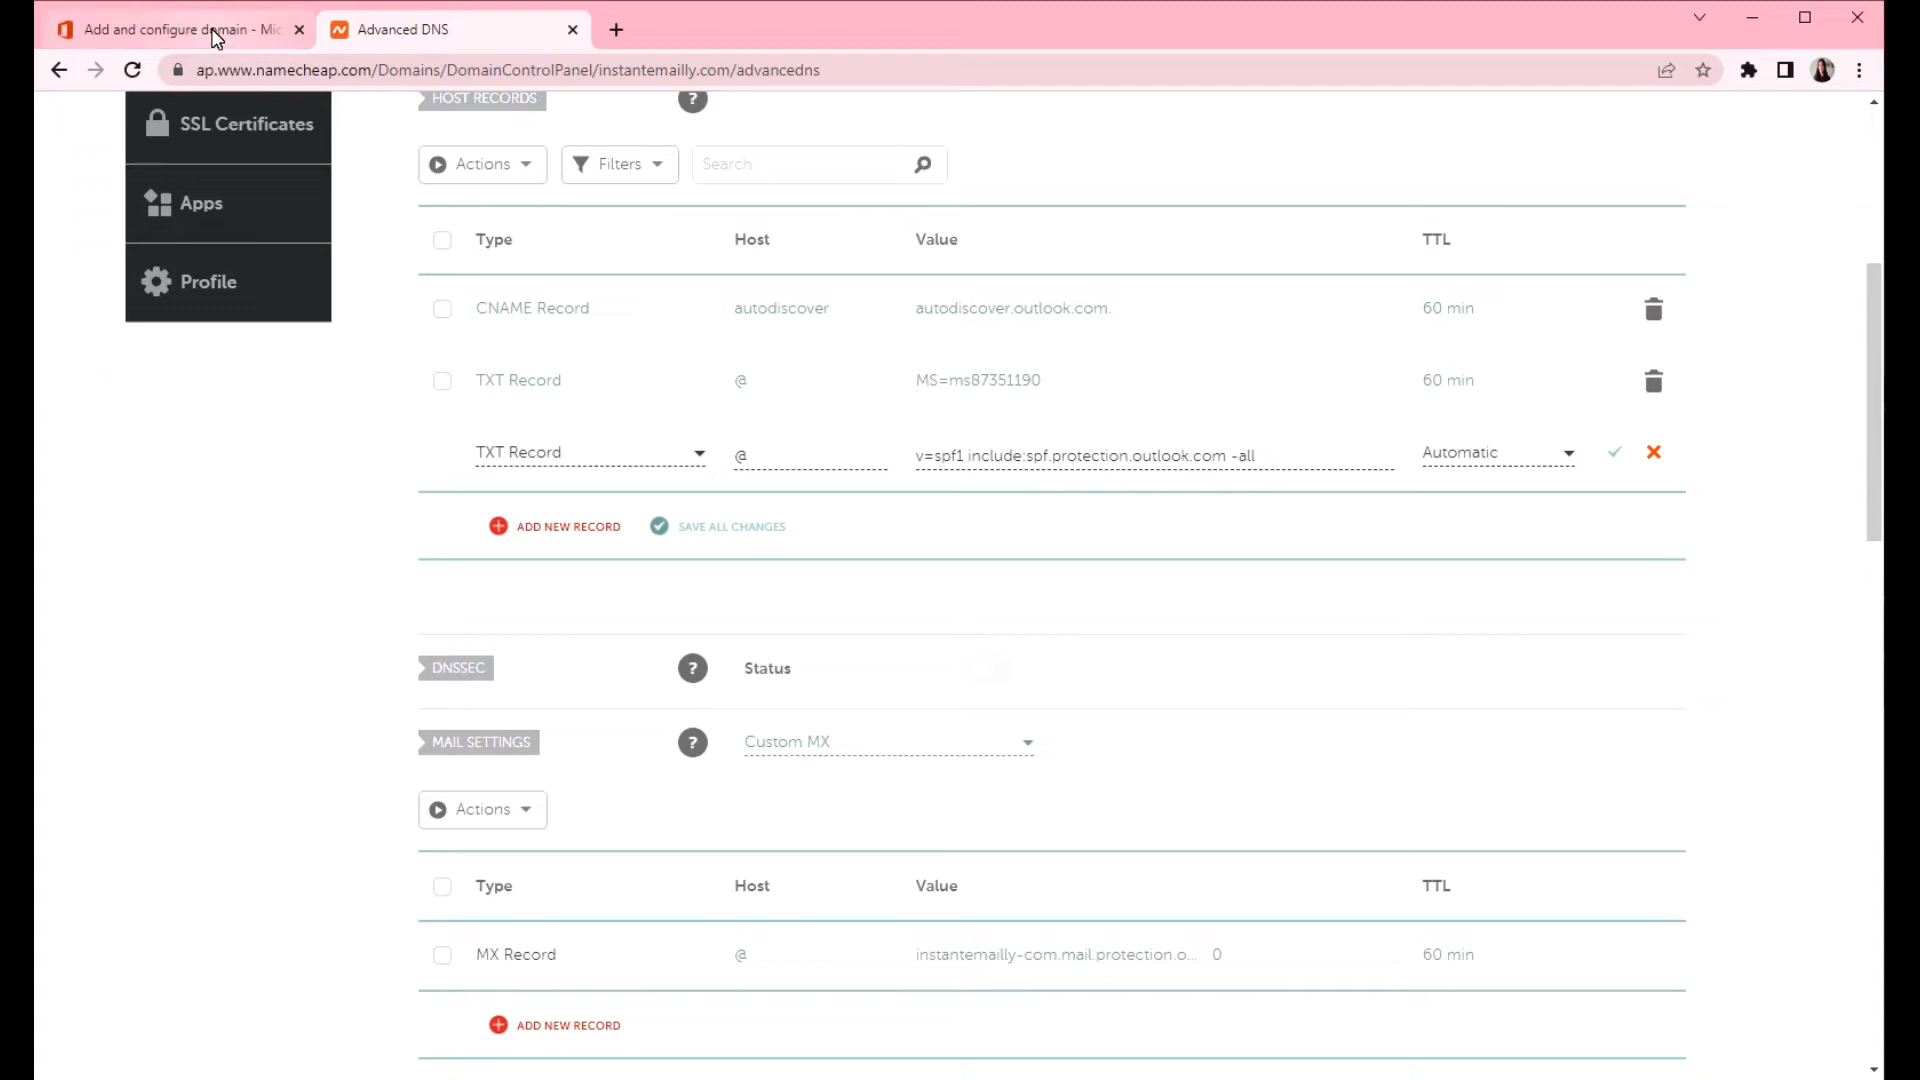 Add and configure domain - Mic
Advanced DNS
ap.www.namecheap.com/Domains/DomainControlPanel/instantemailly.com/advancedns
HOST RECORDS
?
SSL Certificates
Actions
Filters
Search
Apps
Type Host Value TTL
Profile
CNAME Record autodiscover autodiscover.outlook.com. 60 min
TXT Record @ MS=ms87351190 60 min
TXT Record @ v=spf1 include:spf.protection.outlook.com -all Automatic
ADD NEW RECORD SAVE ALL CHANGES
DNSSEC ? Status
MAIL SETTINGS ? Custom MX
Actions
Type Host Value TTL
MX Record @ instantemailly-com.mail.protection.o... 0 60 min
ADD NEW RECORD